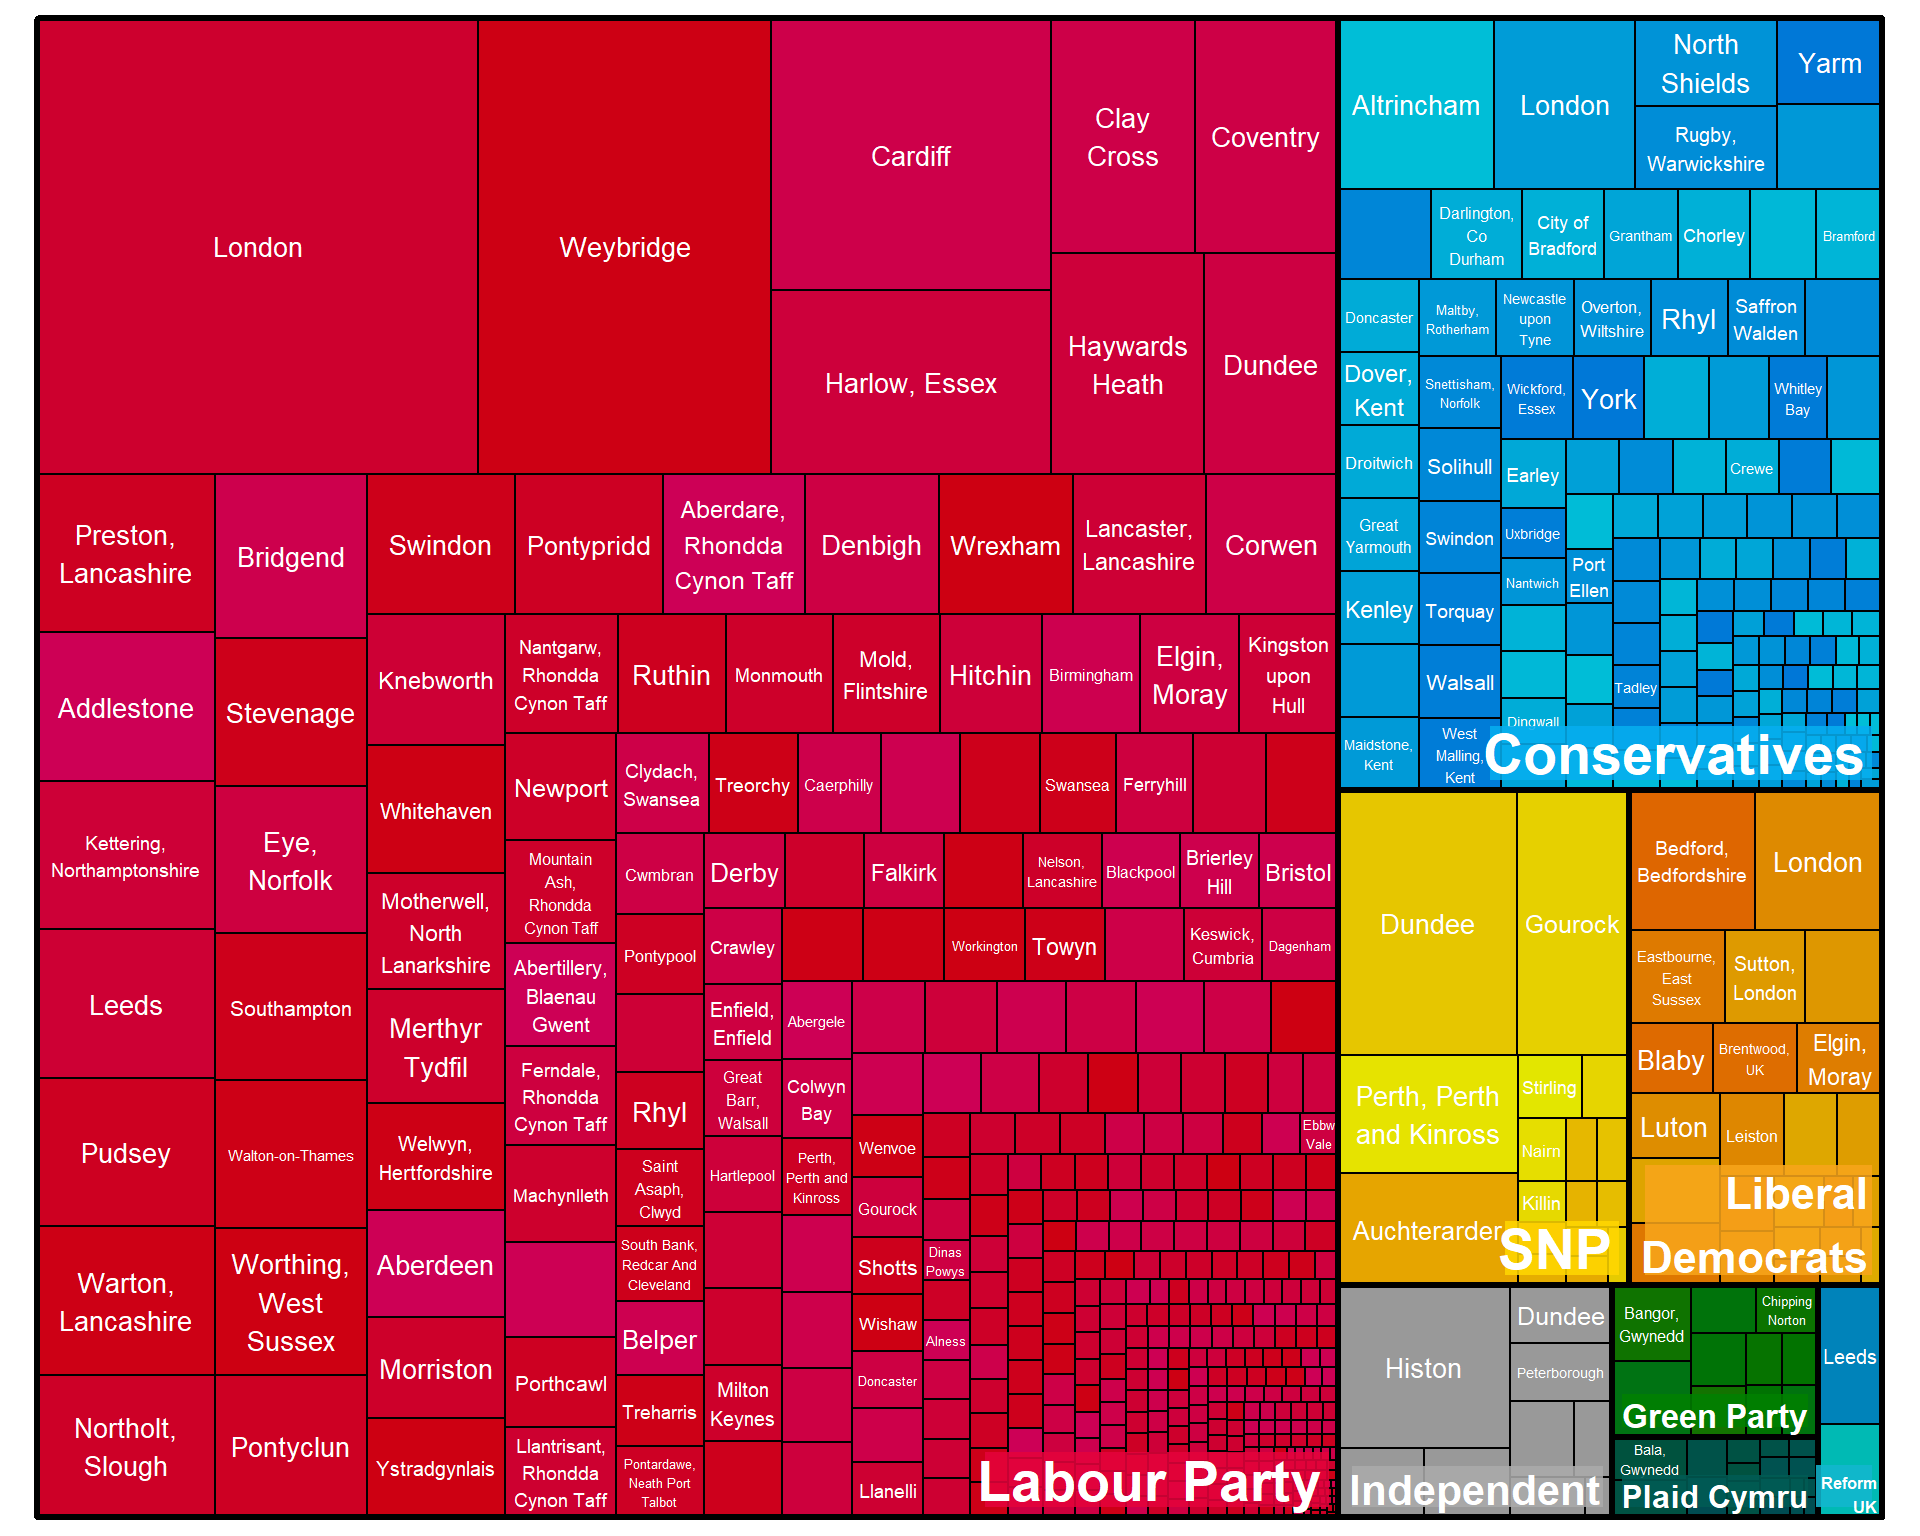 London
Weybridge
Cardiff
Clay
Cross
Coventry
Harlow, Essex
Haywards
Heath
Dundee
Preston,
Lancashire
Bridgend
Swindon
Pontypridd
Aberdare,
Rhondda
Cynon Taff
Denbigh
Wrexham
Lancaster,
Lancashire
Corwen
Addlestone
Stevenage
Knebworth
Nantgarw,
Rhondda
Cynon Taff
Ruthin
Monmouth
Mold,
Flintshire
Hitchin
Birmingham
Elgin,
Moray
Kingston
upon
Hull
Kettering,
Northamptonshire
Eye,
Norfolk
Whitehaven
Newport
Clydach,
Swansea
Treorchy
Caerphilly
Swansea
Ferryhill
Mountain
Ash,
Rhondda
Cynon Taff
Cwmbran
Derby
Falkirk
Nelson,
Lancashire
Blackpool
Brierley
Hill
Bristol
Leeds
Southampton
Motherwell,
North
Lanarkshire
Abertillery,
Blaenau
Gwent
Pontypool
Crawley
Workington
Towyn
Keswick,
Cumbria
Dagenham
Merthyr
Tydfil
Ferndale,
Rhondda
Cynon Taff
Enfield,
Enfield
Abergele
Rhyl
Great
Barr,
Walsall
Colwyn
Bay
Pudsey
Walton-on-Thames
Welwyn,
Hertfordshire
Machynlleth
Saint
Asaph,
Clwyd
Hartlepool
Perth,
Perth and
Kinross
Wenvoe
Ebbw
Vale
Gourock
Warton,
Lancashire
Worthing,
West
Sussex
Aberdeen
South Bank,
Redcar And
Cleveland
Shotts
Dinas
Powys
Wishaw
Alness
Morriston
Belper
Porthcawl
Doncaster
Milton
Keynes
Treharris
Northolt,
Slough
Pontyclun
Ystradgynlais
Llantrisant,
Rhondda
Cynon Taff
Pontardawe,
Neath Port
Talbot
Llanelli
Labour Party
Altrincham
London
North
Shields
Yarm
Rugby,
Warwickshire
Darlington,
Co
Durham
City of
Bradford
Grantham
Chorley
Bramford
Doncaster
Maltby,
Rotherham
Newcastle
upon
Tyne
Overton,
Wiltshire
Rhyl
Saffron
Walden
Dover,
Kent
Snettisham,
Norfolk
Wickford,
Essex
York
Whitley
Bay
Droitwich
Solihull
Earley
Crewe
Great
Yarmouth
Swindon
Uxbridge
Nantwich
Port
Ellen
Kenley
Torquay
Walsall
Tadley
Dingwall
Maidstone,
Kent
West
Malling,
Kent
Conservatives
Dundee
Gourock
Perth, Perth
and Kinross
Stirling
Nairn
Killin
Auchterarder
SNP
Bedford,
Bedfordshire
London
Eastbourne,
East
Sussex
Sutton,
London
Blaby
Brentwood,
UK
Elgin,
Moray
Luton
Leiston
Liberal
Democrats
Histon
Dundee
Peterborough
Independent
Bangor,
Gwynedd
Chipping
Norton
Green Party
Bala,
Gwynedd
Plaid Cymru
Leeds
Reform
UK